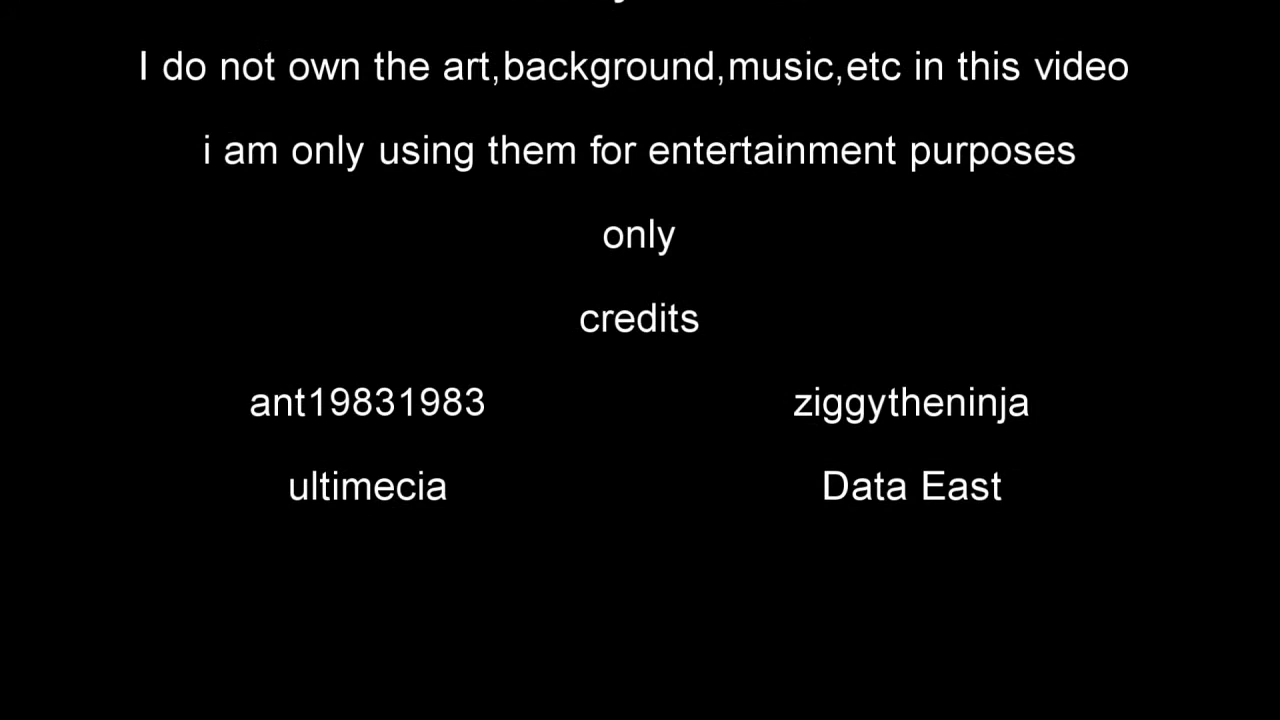 I do not own the art,background,music,etc in this video
i am only using them for entertainment purposes
only
credits
ant19831983 ziggytheninja
ultimecia Data East